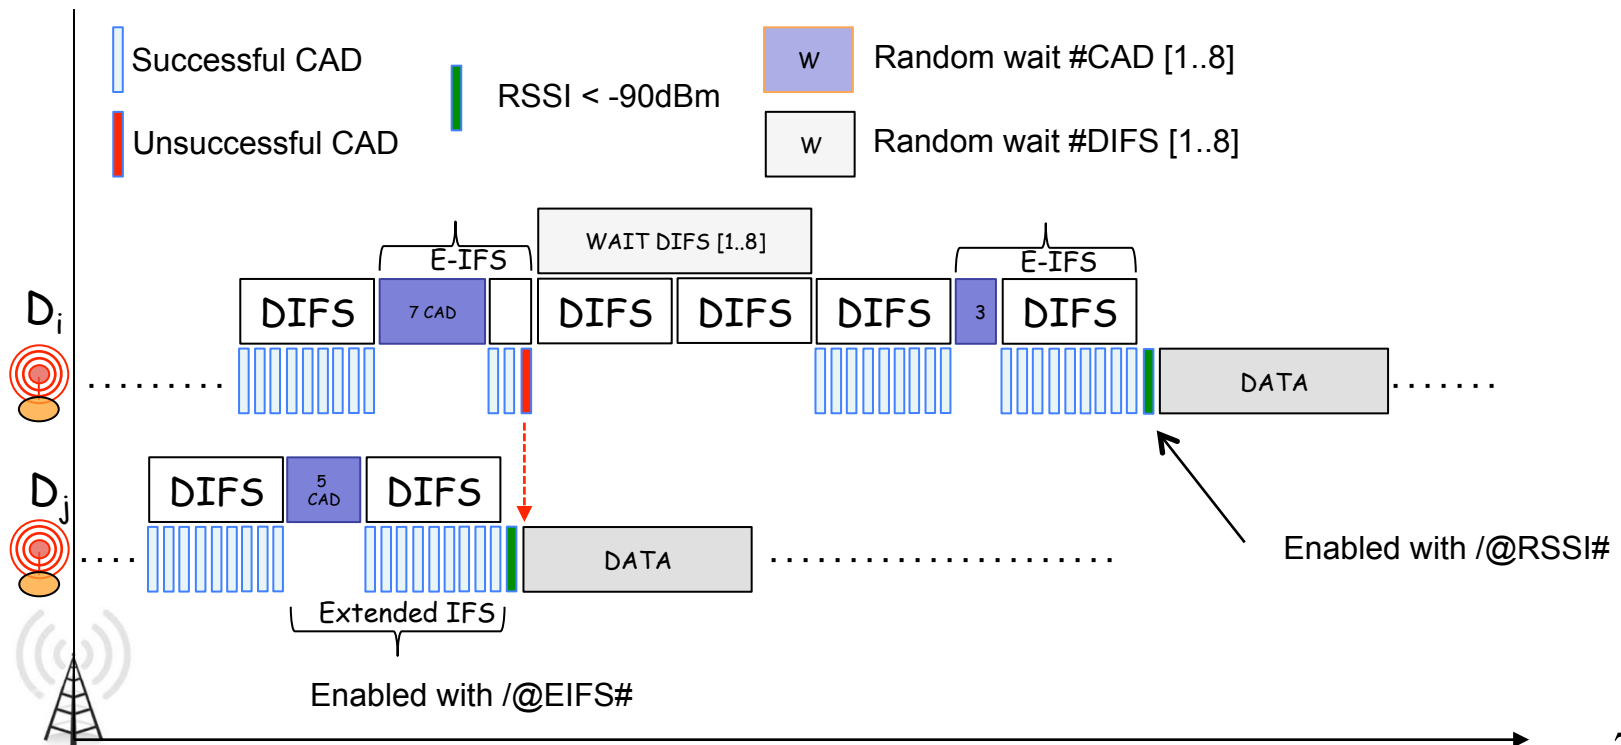 Successful CAD
Unsuccessful CAD
RSSI < -90dBm
W
Random wait #CAD [1..8]
W
Random wait #DIFS [1..8]
E-IFS
WAIT DIFS [1..8]
E-IFS
Di
DIFS
7 CAD
DIFS
DIFS
DIFS
3
DIFS
......... DATA .......
Dj
DIFS
5
CAD
DIFS
.... DATA ......................
Enabled with /@RSSI#
Extended IFS
Enabled with /@EIFS#